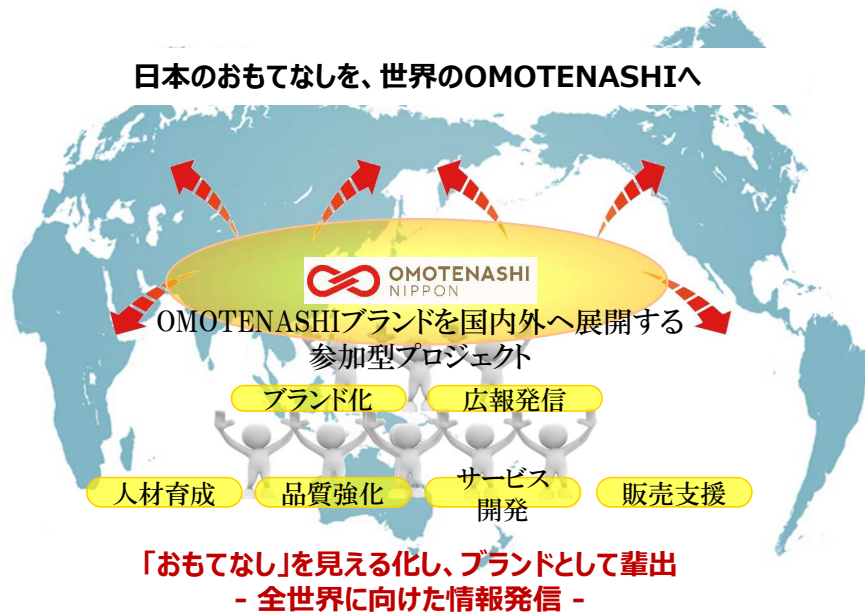 日本のおもてなしを、世界のOMOTENASHIへ
OMOTENASHI
NIPPON
OMOTENASHIブランドを国内外へ展開する
参加型プロジェクト
ブランド化
広報発信
人材育成
品質強化
サービス
開発
販売支援
「おもてなし」を見える化し、ブランドとして輩出
- 全世界に向けた情報発信 -